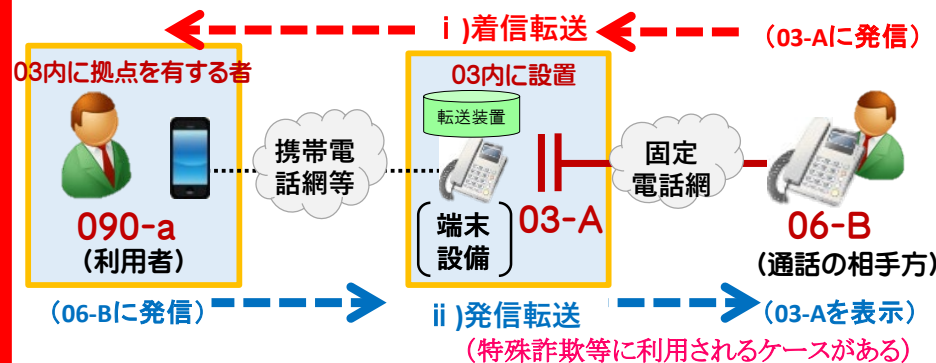 ⅰ)着信転送
(03-Aに発信)
03内に拠点を有する者
03内に設置
転送装置
携帯電
話網等
固定
電話網
端末
設備
03-A
090-a
(利用者)
06-B
(通話の相手方)
(06-Bに発信)
ⅱ)発信転送
(03-Aを表示)
(特殊詐欺等に利用されるケースがある)